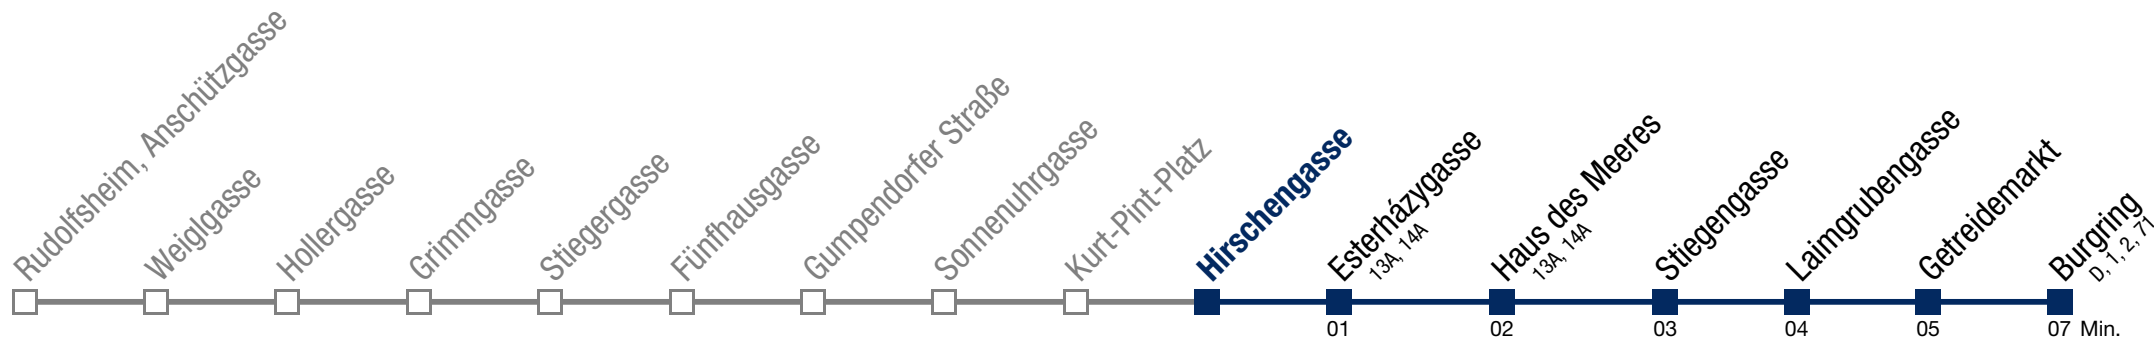 Rudolfsheim, Anschützgasse
Weiglgasse
Hollergasse
Grimmgasse
Stiegergasse
Fünfhausgasse
Gumpendorfer Straße
Sonnenuhrgasse
Kurt-Pint-Platz
Hirschengasse
Esterházygasse
13A, 14A
Haus des Meeres
13A, 14A
Stiegengasse
Laimgrubengasse
Getreidemarkt
Burgring
D, 1, 2, 71
01 02 03 04 05 07 Min.